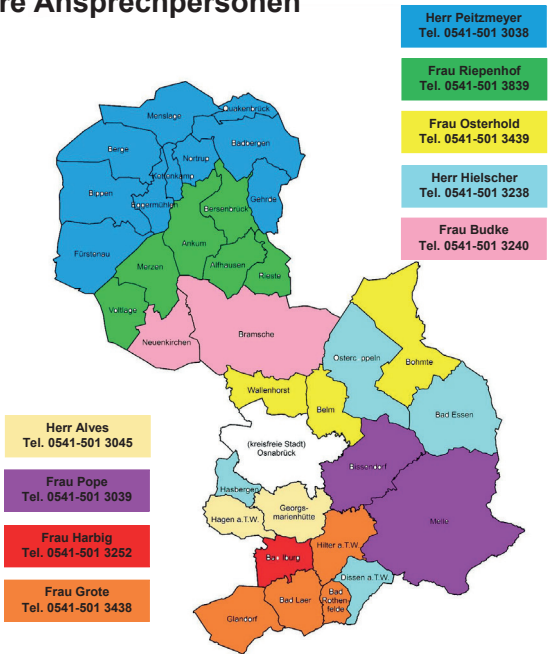 re Ansprechpersonen
Herr Peitzmeyer
Tel. 0541-501 3038
Frau Riepenhof
Tel. 0541-501 3839
Frau Osterhold
Tel. 0541-501 3439
Herr Hielscher
Tel. 0541-501 3238
Frau Budke
Tel. 0541-501 3240
Quakenbrück
Menslage
Badbergen
Berge
Nortrup
Kettenkamp
Bippen
Eggermühlen
Gehrde
Bersenbrück
Fürstenau
Ankum
Merzen
Alfhausen
Rieste
Voltlage
Neuenkirchen
Bramsche
Ostercappeln
Bohmte
Wallenhorst
Belm
Bad Essen
(kreisfreie Stadt)
Osnabrück
Bissendorf
Hasbergen
Melle
Georgs-
marienhütte
Hagen a.T.W.
Bad Iburg
Hilter a.T.W.
Dissen a.T.W.
Bad Laer
Bad
Rothen
felde
Glandorf
Herr Alves
Tel. 0541-501 3045
Frau Pope
Tel. 0541-501 3039
Frau Harbig
Tel. 0541-501 3252
Frau Grote
Tel. 0541-501 3438